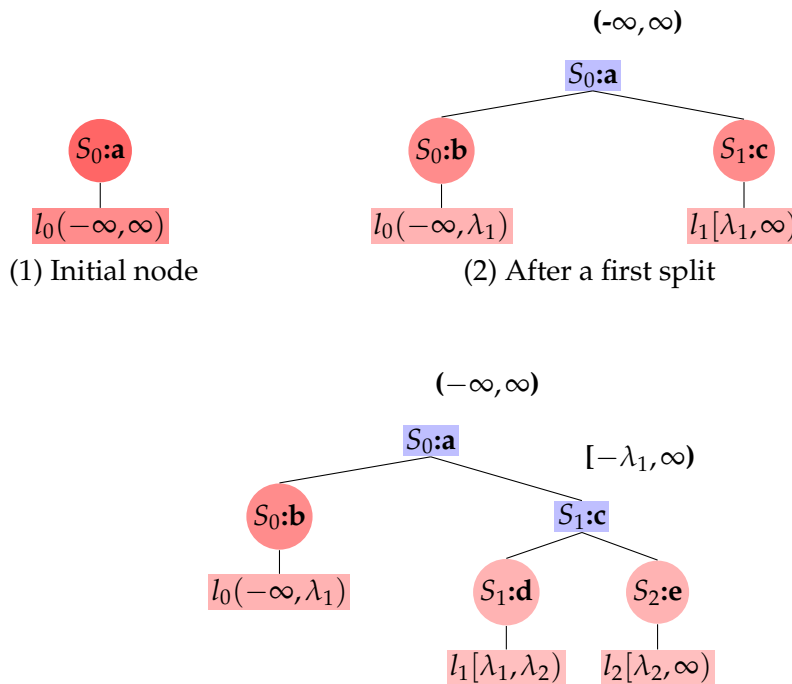 (-∞, ∞)
S₀:a
S₀:a
S₀:b
S₁:c
l₀(−∞, ∞)
l₀(−∞, λ₁)
l₁[λ₁, ∞)
(1) Initial node
(2) After a first split
(−∞, ∞)
S₀:a
[−λ₁, ∞)
S₀:b
S₁:c
l₀(−∞, λ₁)
S₁:d
S₂:e
l₁[λ₁, λ₂)
l₂[λ₂, ∞)